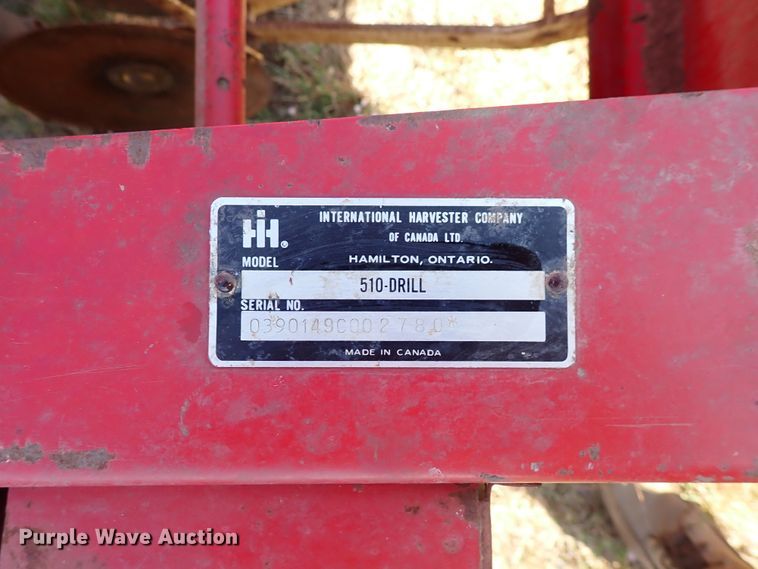 IH®
INTERNATIONAL HARVESTER COMPANY
OF CANADA LTD.
MODEL HAMILTON, ONTARIO.
510-DRILL
SERIAL NO.
*0390149C002780*
MADE IN CANADA
Purple Wave Auction®